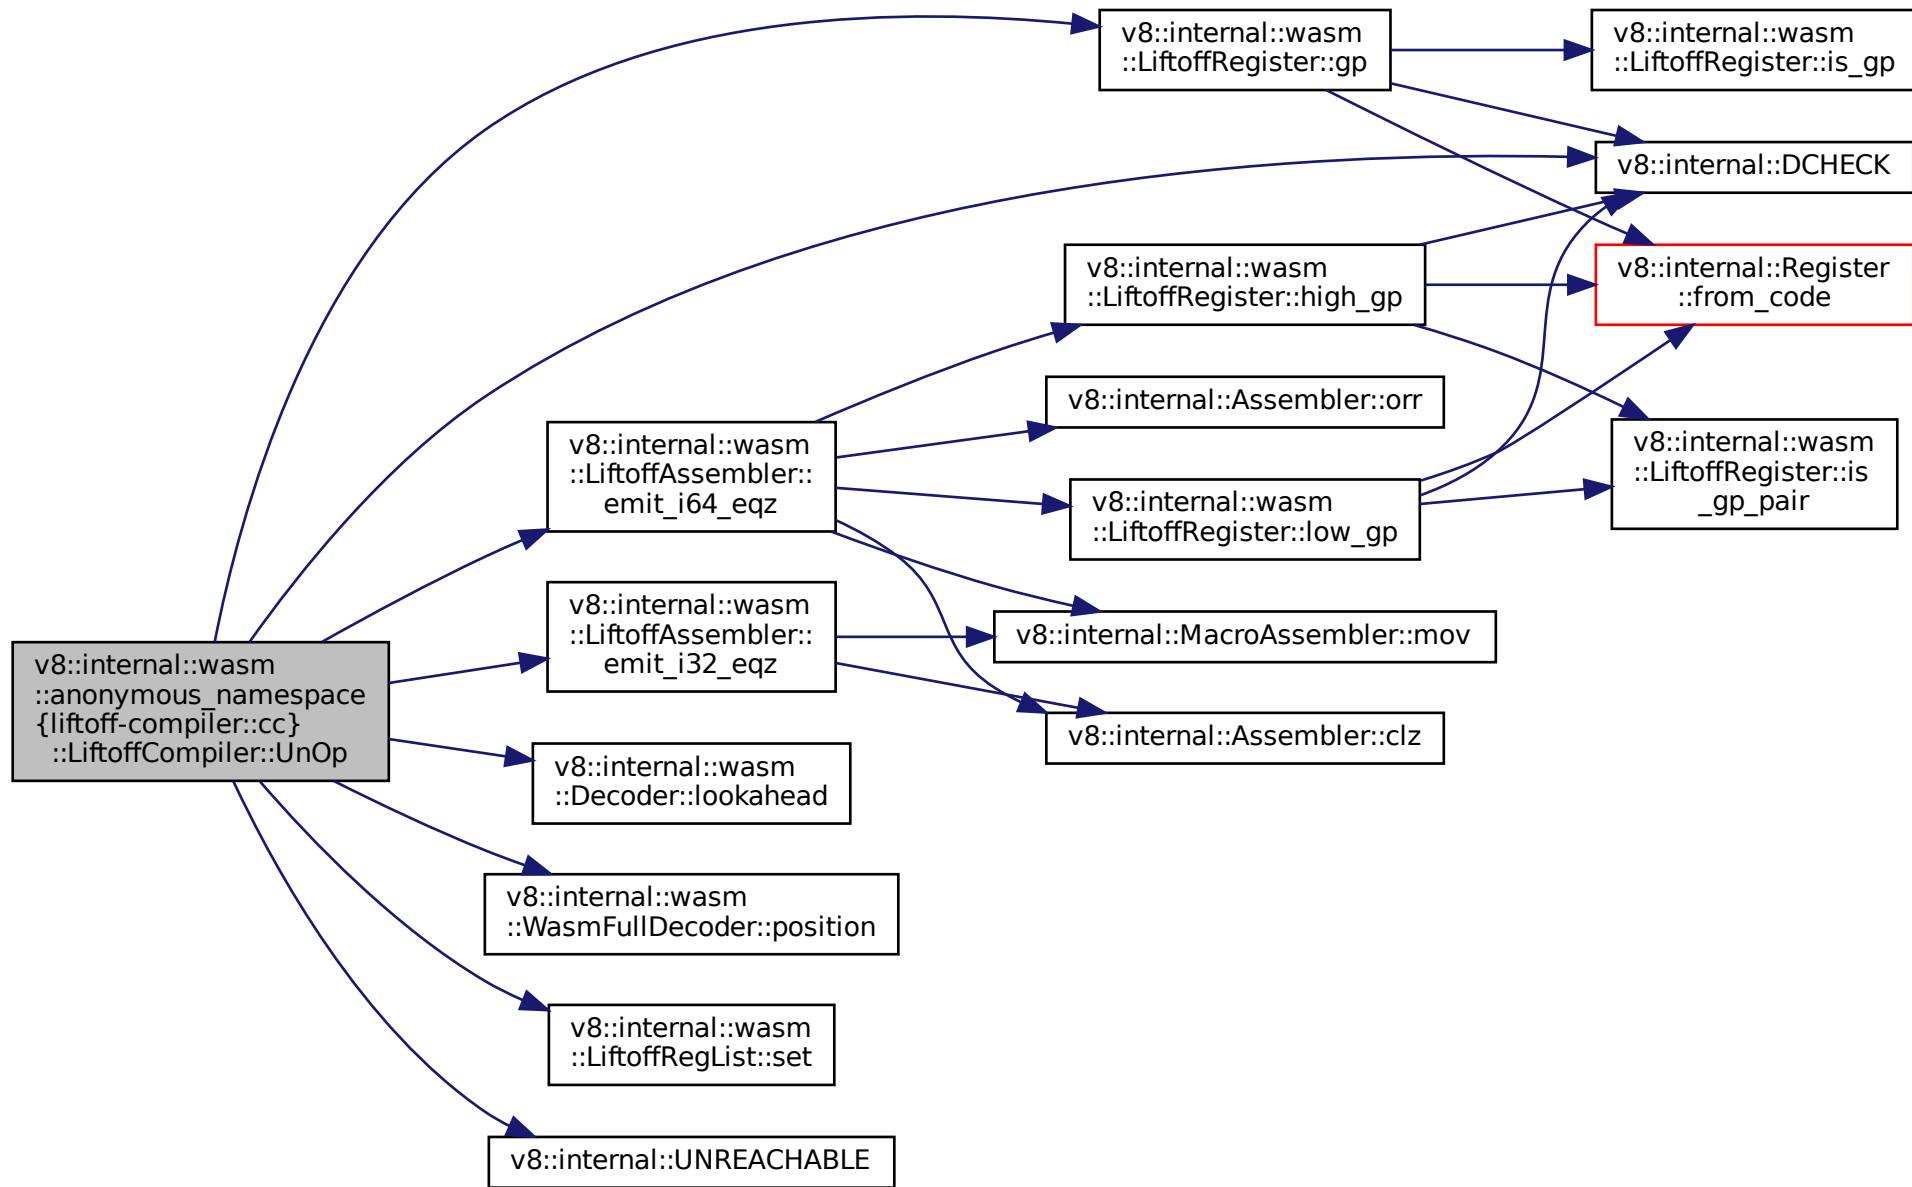 v8::internal::wasm
::LiftoffRegister::gp
v8::internal::wasm
::LiftoffRegister::is_gp
v8::internal::DCHECK
v8::internal::wasm
::LiftoffRegister::high_gp
v8::internal::Register
::from_code
v8::internal::Assembler::orr
v8::internal::wasm
::LiftoffAssembler::
emit_i64_eqz
v8::internal::wasm
::LiftoffRegister::is
_gp_pair
v8::internal::wasm
::LiftoffRegister::low_gp
v8::internal::wasm
::LiftoffAssembler::
emit_i32_eqz
v8::internal::MacroAssembler::mov
v8::internal::wasm
::anonymous_namespace
{liftoff-compiler::cc}
::LiftoffCompiler::UnOp
v8::internal::Assembler::clz
v8::internal::wasm
::Decoder::lookahead
v8::internal::wasm
::WasmFullDecoder::position
v8::internal::wasm
::LiftoffRegList::set
v8::internal::UNREACHABLE